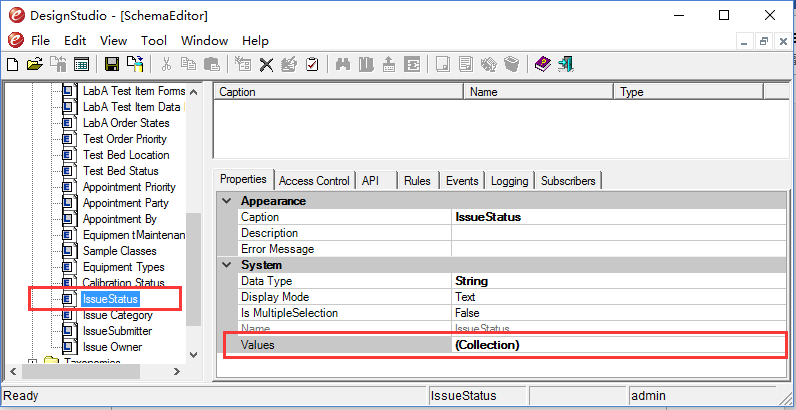 DesignStudio - [SchemaEditor]
File Edit View Tool Window Help
LabA Test Item Forms
LabA Test Item Data
LabA Order States
Test Order Priority
Test Bed Location
Test Bed Status
Appointment Priority
Appointment Party
Appointment By
Equipmen tMaintenan
Sample Classes
Equipment Types
Calibration Status
IssueStatus
Issue Category
IssueSubmitter
Issue Owner
Taxonomies
Caption Name Type
Properties Access Control API Rules Events Logging Subscribers
Appearance
Caption IssueStatus
Description
Error Message
System
Data Type String
Display Mode Text
Is MultipleSelection False
Name IssueStatus
Values (Collection)
Ready IssueStatus admin